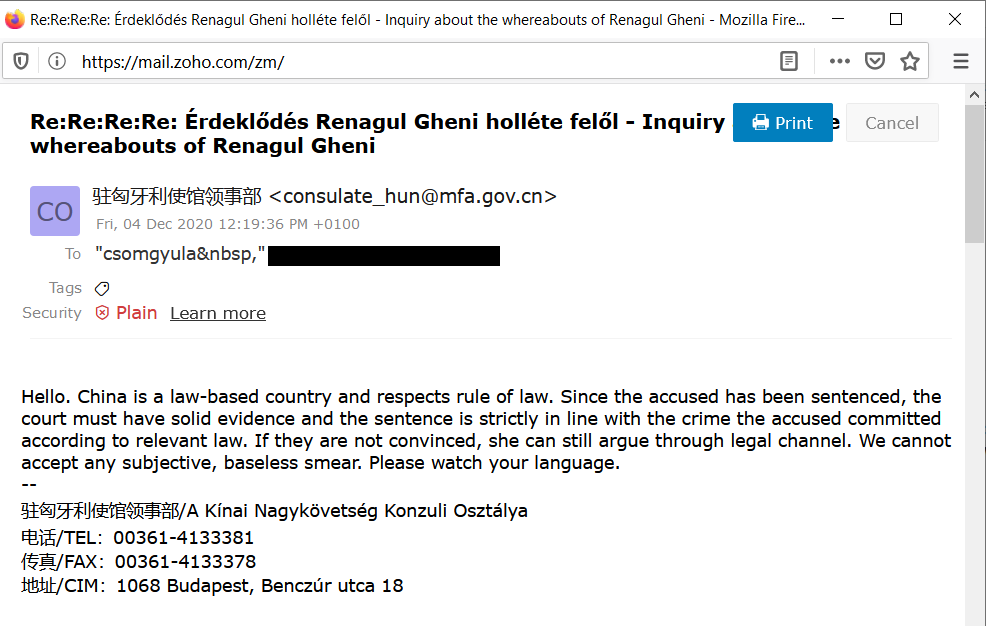 Re:Re:Re:Re: Érdeklődés Renagul Gheni holléte felől - Inquiry about the whereabouts of Renagul Gheni - Mozilla Fire...
https://mail.zoho.com/zm/
Re:Re:Re:Re: Érdeklődés Renagul Gheni holléte felől - Inquiry
whereabouts of Renagul Gheni
Print
Cancel
CO
驻匈牙利使馆领事部 <consulate_hun@mfa.gov.cn>
Fri, 04 Dec 2020 12:19:36 PM +0100
To "csomgyula&nbsp,"
Tags
Security Plain Learn more
Hello. China is a law-based country and respects rule of law. Since the accused has been sentenced, the
court must have solid evidence and the sentence is strictly in line with the crime the accused committed
according to relevant law. If they are not convinced, she can still argue through legal channel. We cannot
accept any subjective, baseless smear. Please watch your language.
--
驻匈牙利使馆领事部/A Kínai Nagykövetség Konzuli Osztálya
电话/TEL：00361-4133381
传真/FAX：00361-4133378
地址/CIM：1068 Budapest, Benczúr utca 18